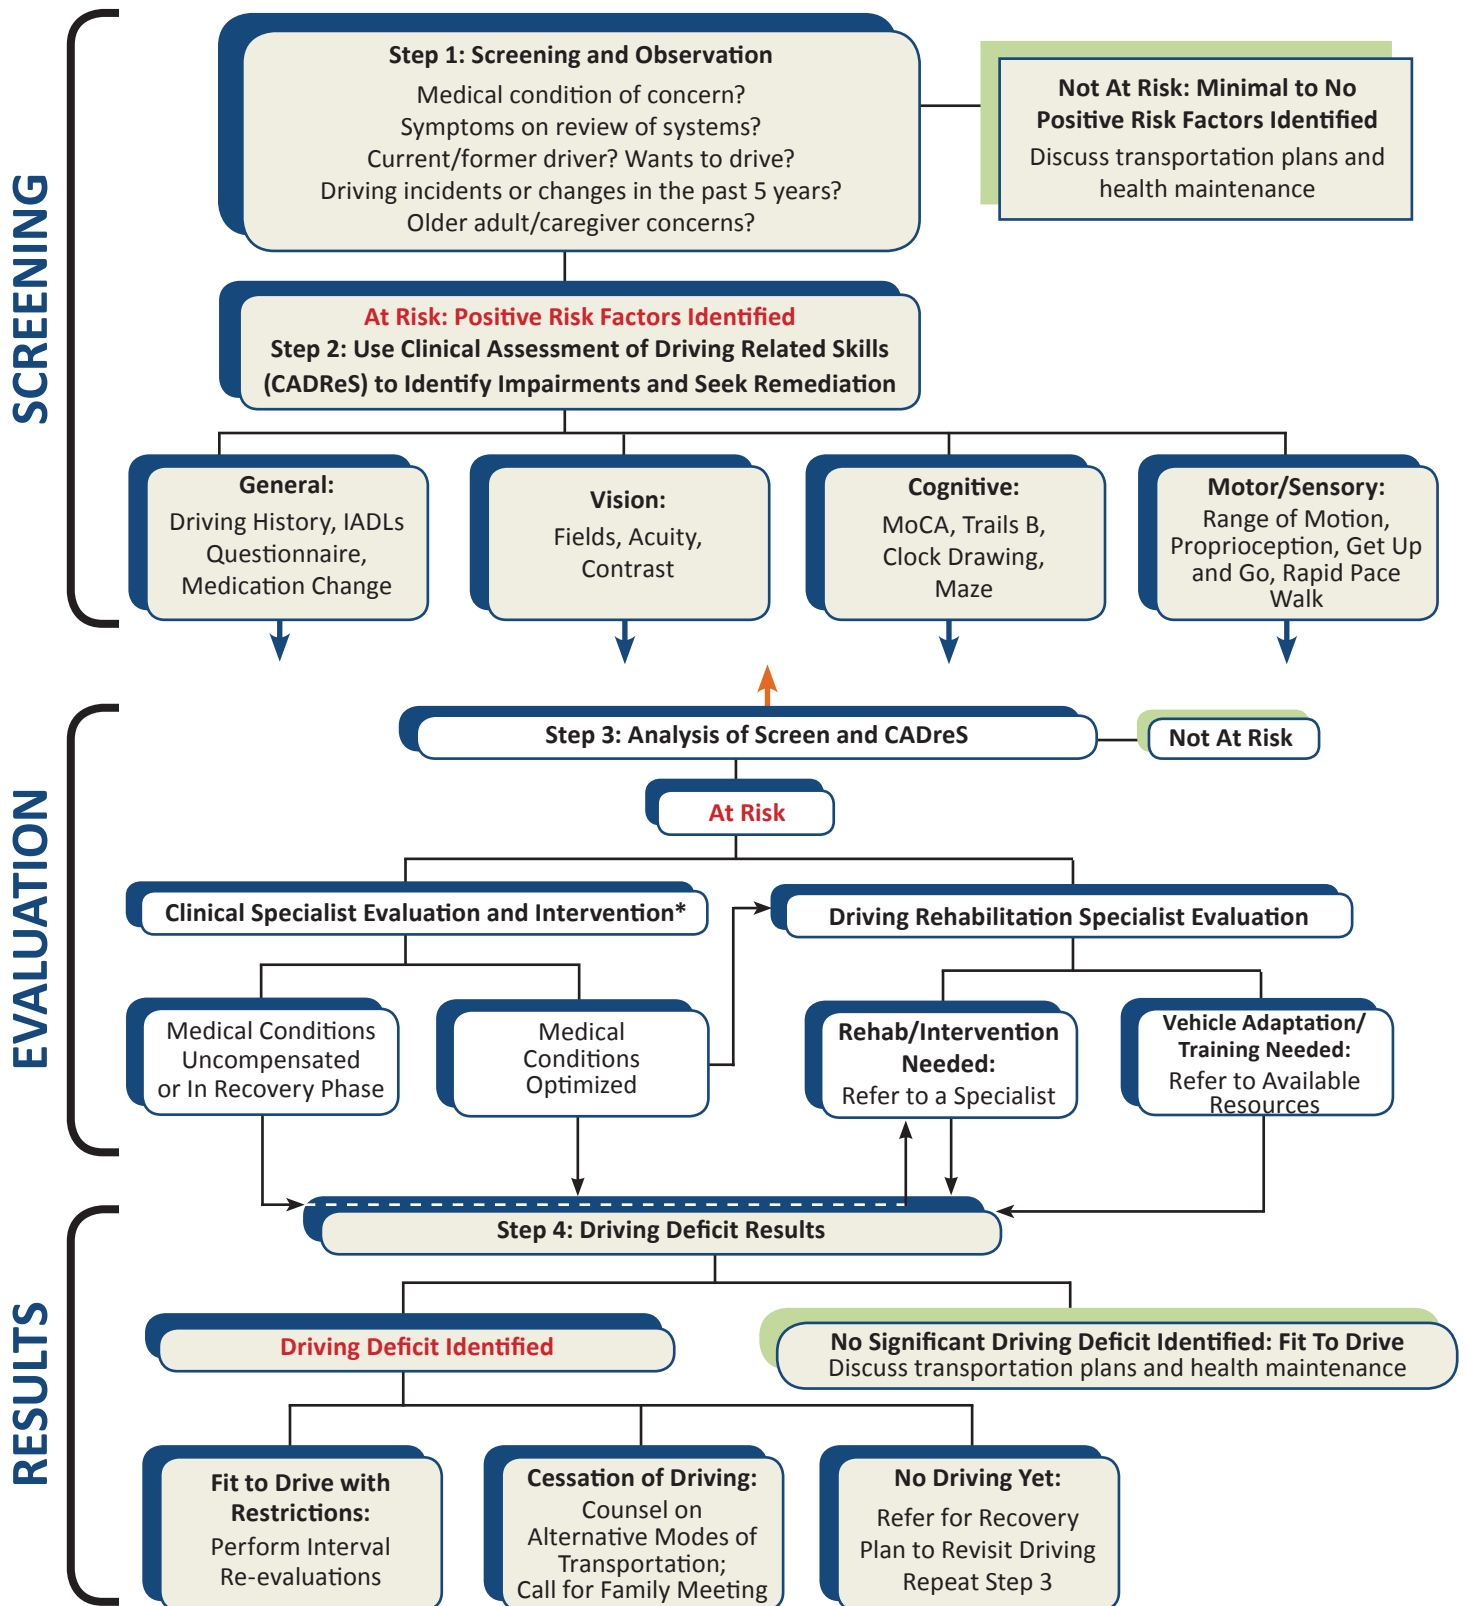 SCREENING
Step 1: Screening and Observation
Medical condition of concern?
Symptoms on review of systems?
Current/former driver? Wants to drive?
Driving incidents or changes in the past 5 years?
Older adult/caregiver concerns?
Not At Risk: Minimal to No
Positive Risk Factors Identified
Discuss transportation plans and
health maintenance
At Risk: Positive Risk Factors Identified
Step 2: Use Clinical Assessment of Driving Related Skills
(CADReS) to Identify Impairments and Seek Remediation
General:
Driving History, IADLs
Questionnaire,
Medication Change
Vision:
Fields, Acuity,
Contrast
Cognitive:
MoCA, Trails B,
Clock Drawing,
Maze
Motor/Sensory:
Range of Motion,
Proprioception, Get Up
and Go, Rapid Pace
Walk
EVALUATION
Step 3: Analysis of Screen and CADreS
Not At Risk
At Risk
Clinical Specialist Evaluation and Intervention*
Driving Rehabilitation Specialist Evaluation
Medical Conditions
Uncompensated
or In Recovery Phase
Medical
Conditions
Optimized
Rehab/Intervention
Needed:
Refer to a Specialist
Vehicle Adaptation/
Training Needed:
Refer to Available
Resources
RESULTS
Step 4: Driving Deficit Results
Driving Deficit Identified
No Significant Driving Deficit Identified: Fit To Drive
Discuss transportation plans and health maintenance
Fit to Drive with
Restrictions:
Perform Interval
Re-evaluations
Cessation of Driving:
Counsel on
Alternative Modes of
Transportation;
Call for Family Meeting
No Driving Yet:
Refer for Recovery
Plan to Revisit Driving
Repeat Step 3